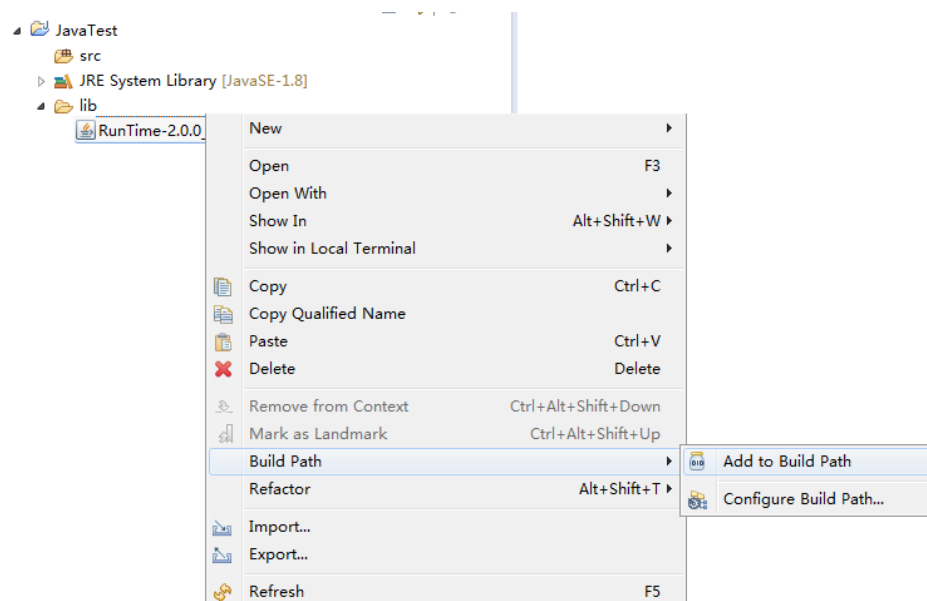 JavaTest
src
JRE System Library [JavaSE-1.8]
lib
RunTime-2.0.0_
New
Open F3
Open With
Show In Alt+Shift+W
Show in Local Terminal
Copy Ctrl+C
Copy Qualified Name
Paste Ctrl+V
Delete Delete
Remove from Context Ctrl+Alt+Shift+Down
Mark as Landmark Ctrl+Alt+Shift+Up
Build Path
Add to Build Path
Refactor Alt+Shift+T
Configure Build Path...
Import...
Export...
Refresh F5